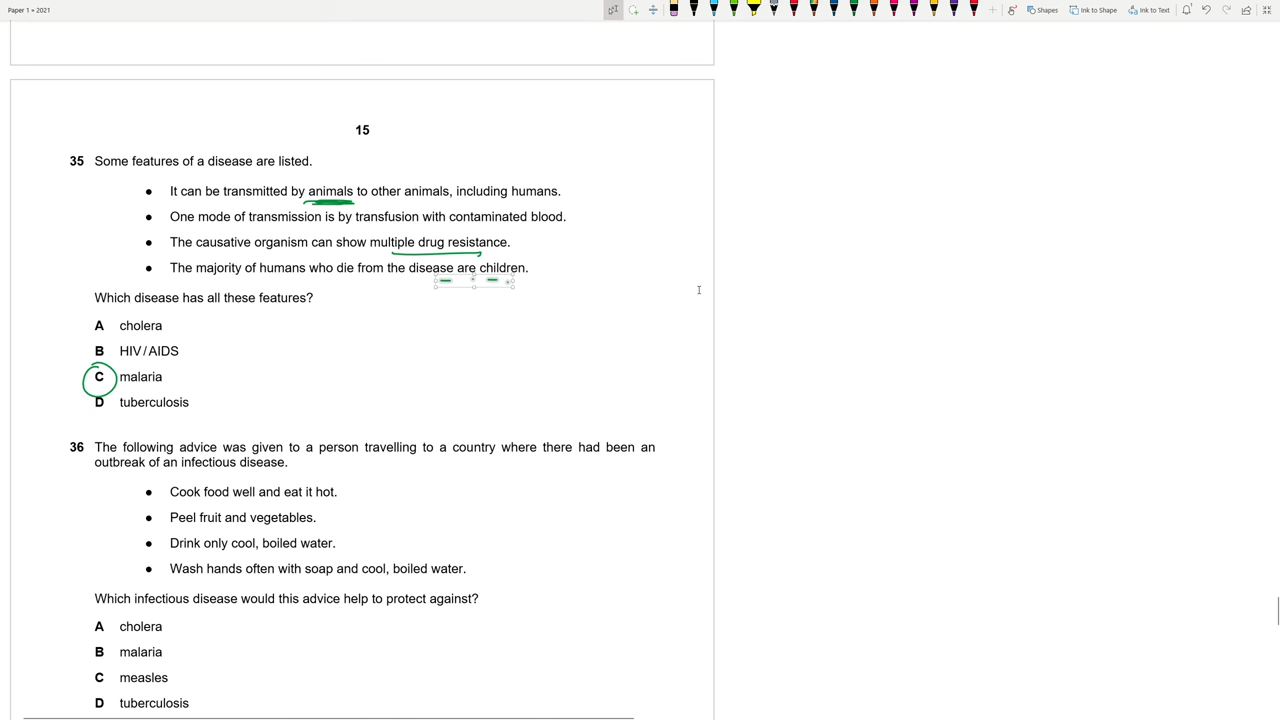 Paper 1 » 2021
Shapes Ink to Shape Ink to Text
15
35 Some features of a disease are listed.
● It can be transmitted by animals to other animals, including humans.
● One mode of transmission is by transfusion with contaminated blood.
● The causative organism can show multiple drug resistance.
● The majority of humans who die from the disease are children.
Which disease has all these features?
A cholera
B HIV/AIDS
C malaria
D tuberculosis
36 The following advice was given to a person travelling to a country where there had been an
outbreak of an infectious disease.
● Cook food well and eat it hot.
● Peel fruit and vegetables.
● Drink only cool, boiled water.
● Wash hands often with soap and cool, boiled water.
Which infectious disease would this advice help to protect against?
A cholera
B malaria
C measles
D tuberculosis